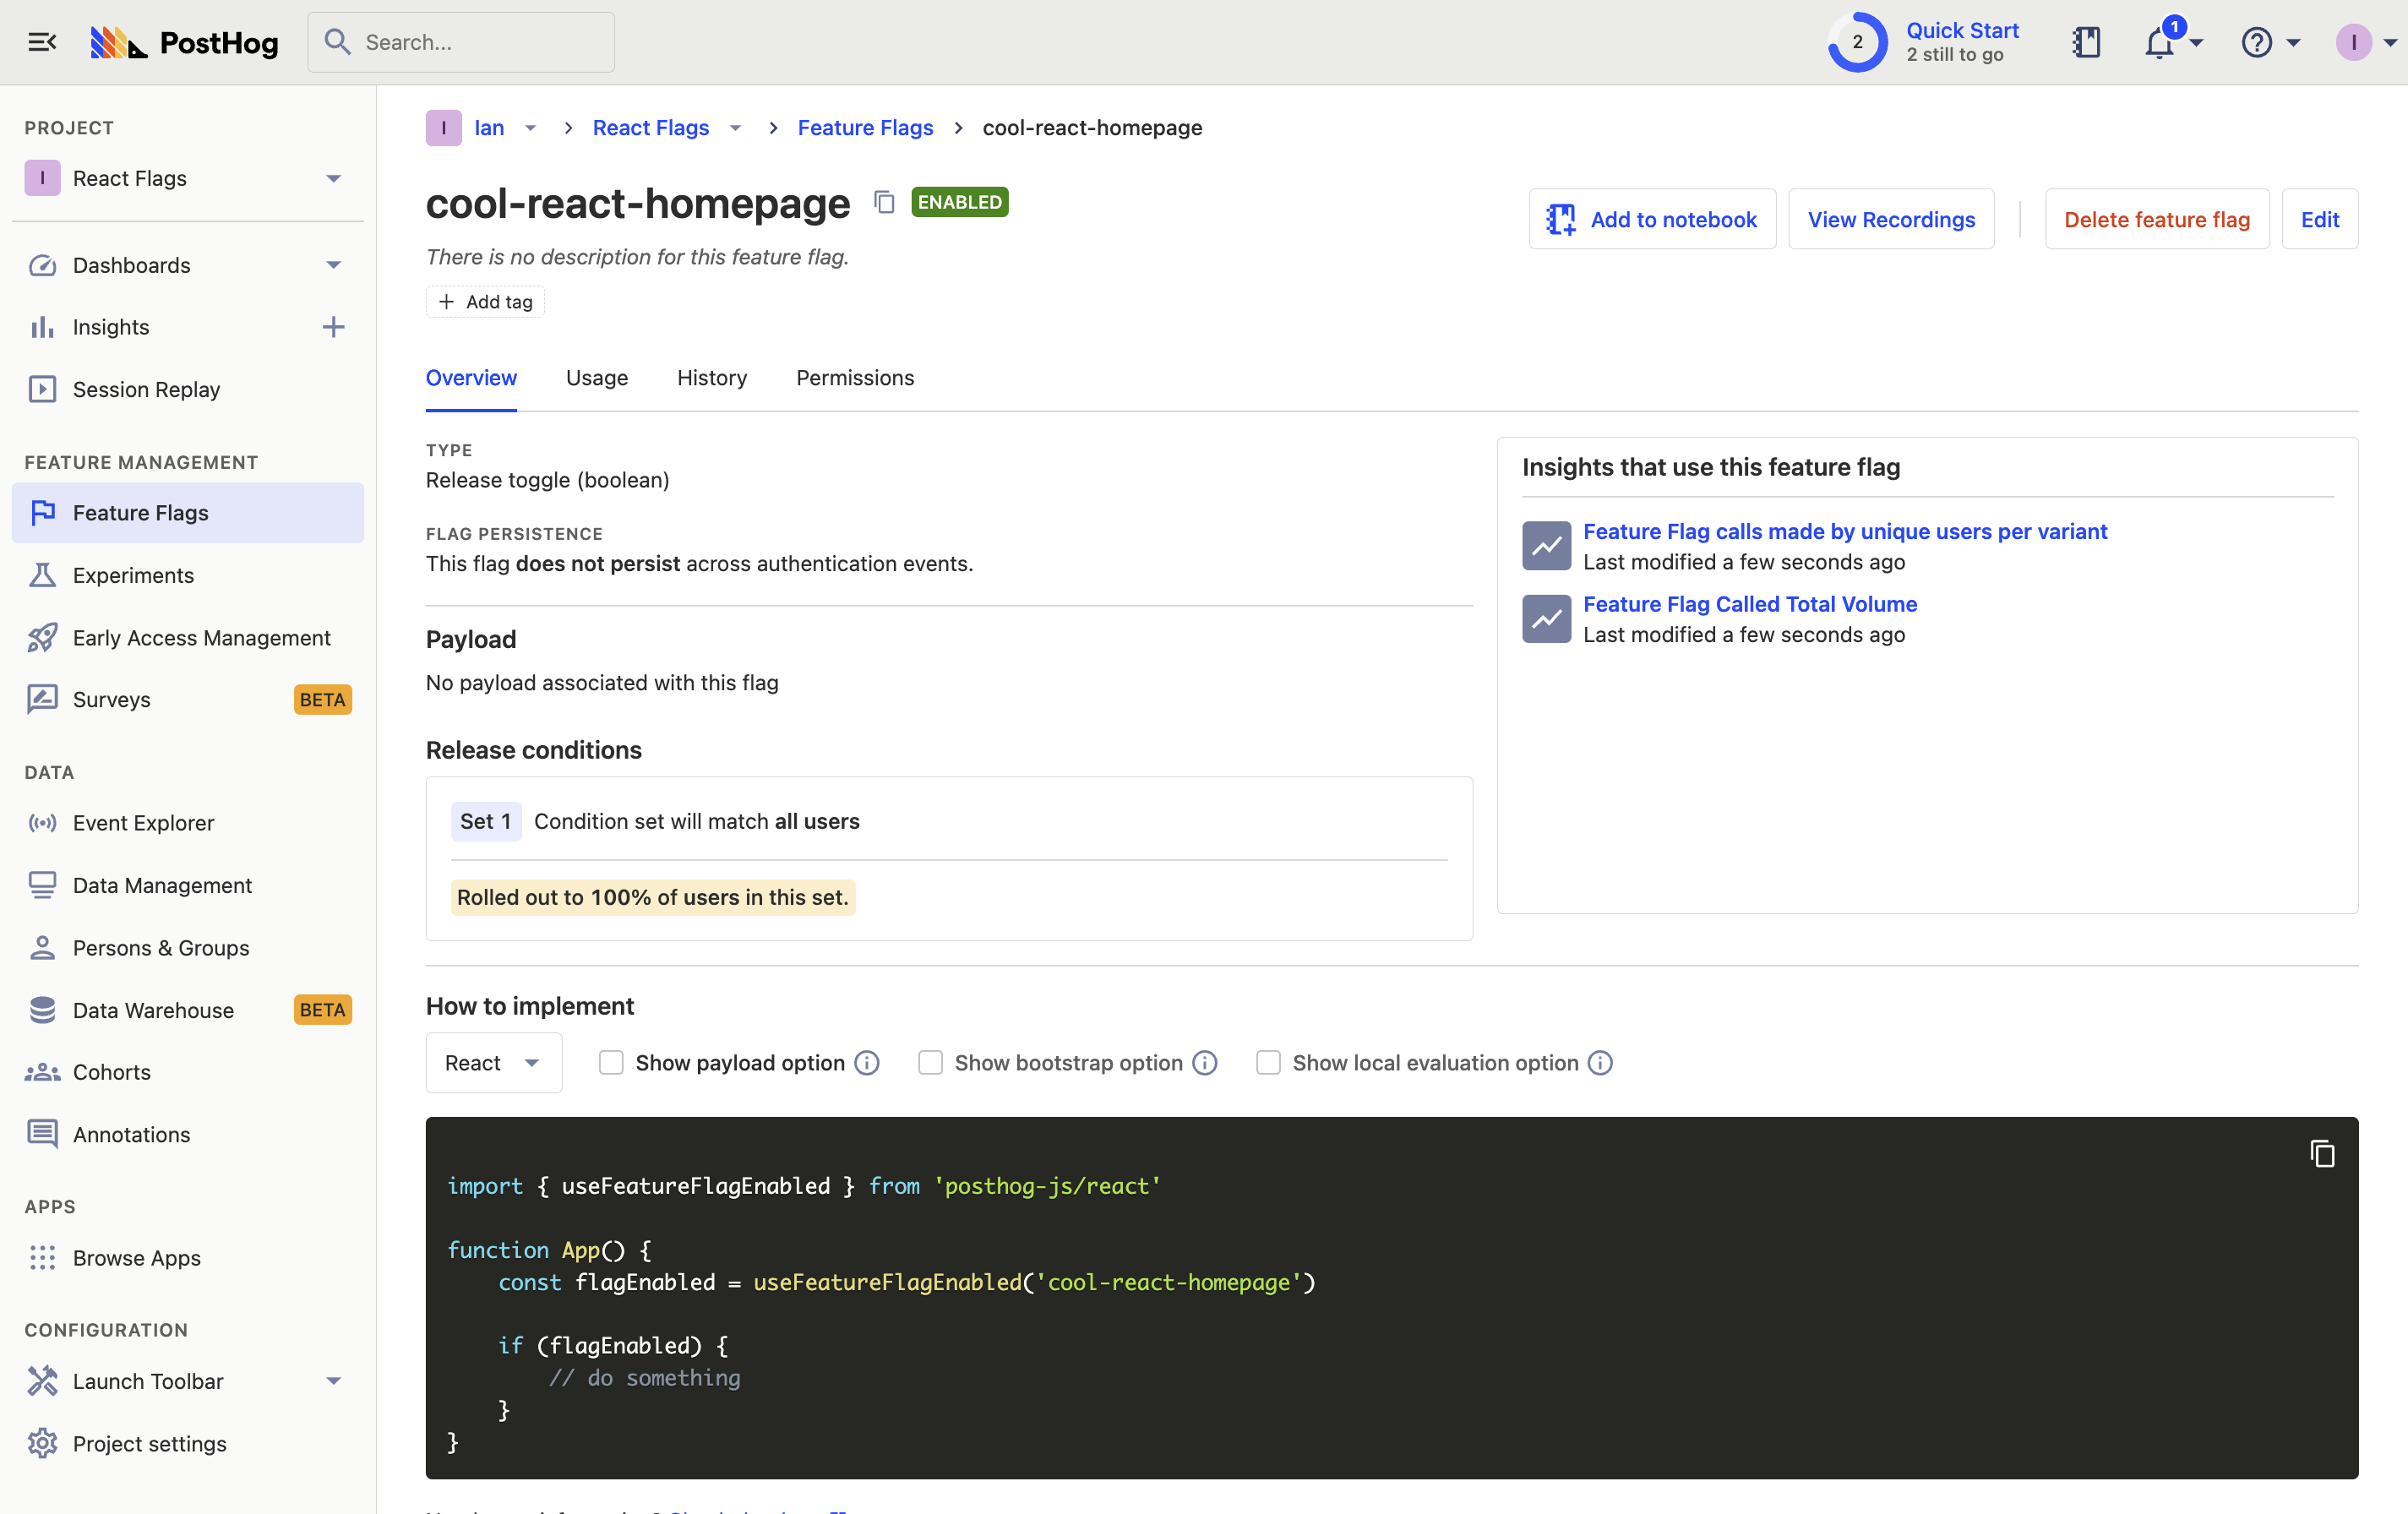 PostHog
Search...
2
Quick Start
2 still to go
1
I
PROJECT
I React Flags
Dashboards
Insights
Session Replay
FEATURE MANAGEMENT
Feature Flags
Experiments
Early Access Management
Surveys BETA
DATA
Event Explorer
Data Management
Persons & Groups
Data Warehouse BETA
Cohorts
Annotations
APPS
Browse Apps
CONFIGURATION
Launch Toolbar
Project settings
I Ian > React Flags > Feature Flags > cool-react-homepage
cool-react-homepage ENABLED
Add to notebook
View Recordings
Delete feature flag
Edit
There is no description for this feature flag.
+ Add tag
Overview Usage History Permissions
TYPE
Release toggle (boolean)
FLAG PERSISTENCE
This flag does not persist across authentication events.
Payload
No payload associated with this flag
Release conditions
Set 1 Condition set will match all users
Rolled out to 100% of users in this set.
Insights that use this feature flag
Feature Flag calls made by unique users per variant
Last modified a few seconds ago
Feature Flag Called Total Volume
Last modified a few seconds ago
How to implement
React Show payload option Show bootstrap option Show local evaluation option
import { useFeatureFlagEnabled } from 'posthog-js/react'
function App() {
const flagEnabled = useFeatureFlagEnabled('cool-react-homepage')
if (flagEnabled) {
// do something
}
}